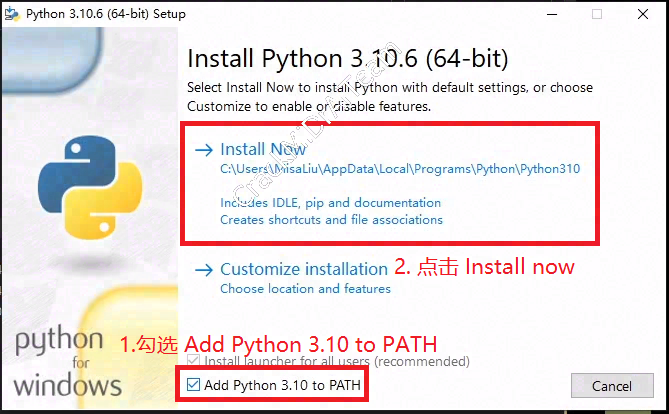 Python 3.10.6 (64-bit) Setup
Install Python 3.10.6 (64-bit)
Select Install Now to install Python with default settings, or choose
Customize to enable or disable features.
Install Now
C:\Users\MisaLiu\AppData\Local\Programs\Python\Python310
Includes IDLE, pip and documentation
Creates shortcuts and file associations
Customize installation
2. 点击 Install now
Choose location and features
1.勾选 Add Python 3.10 to PATH
Install launcher for all users (recommended)
Add Python 3.10 to PATH
Cancel
python
for
windows